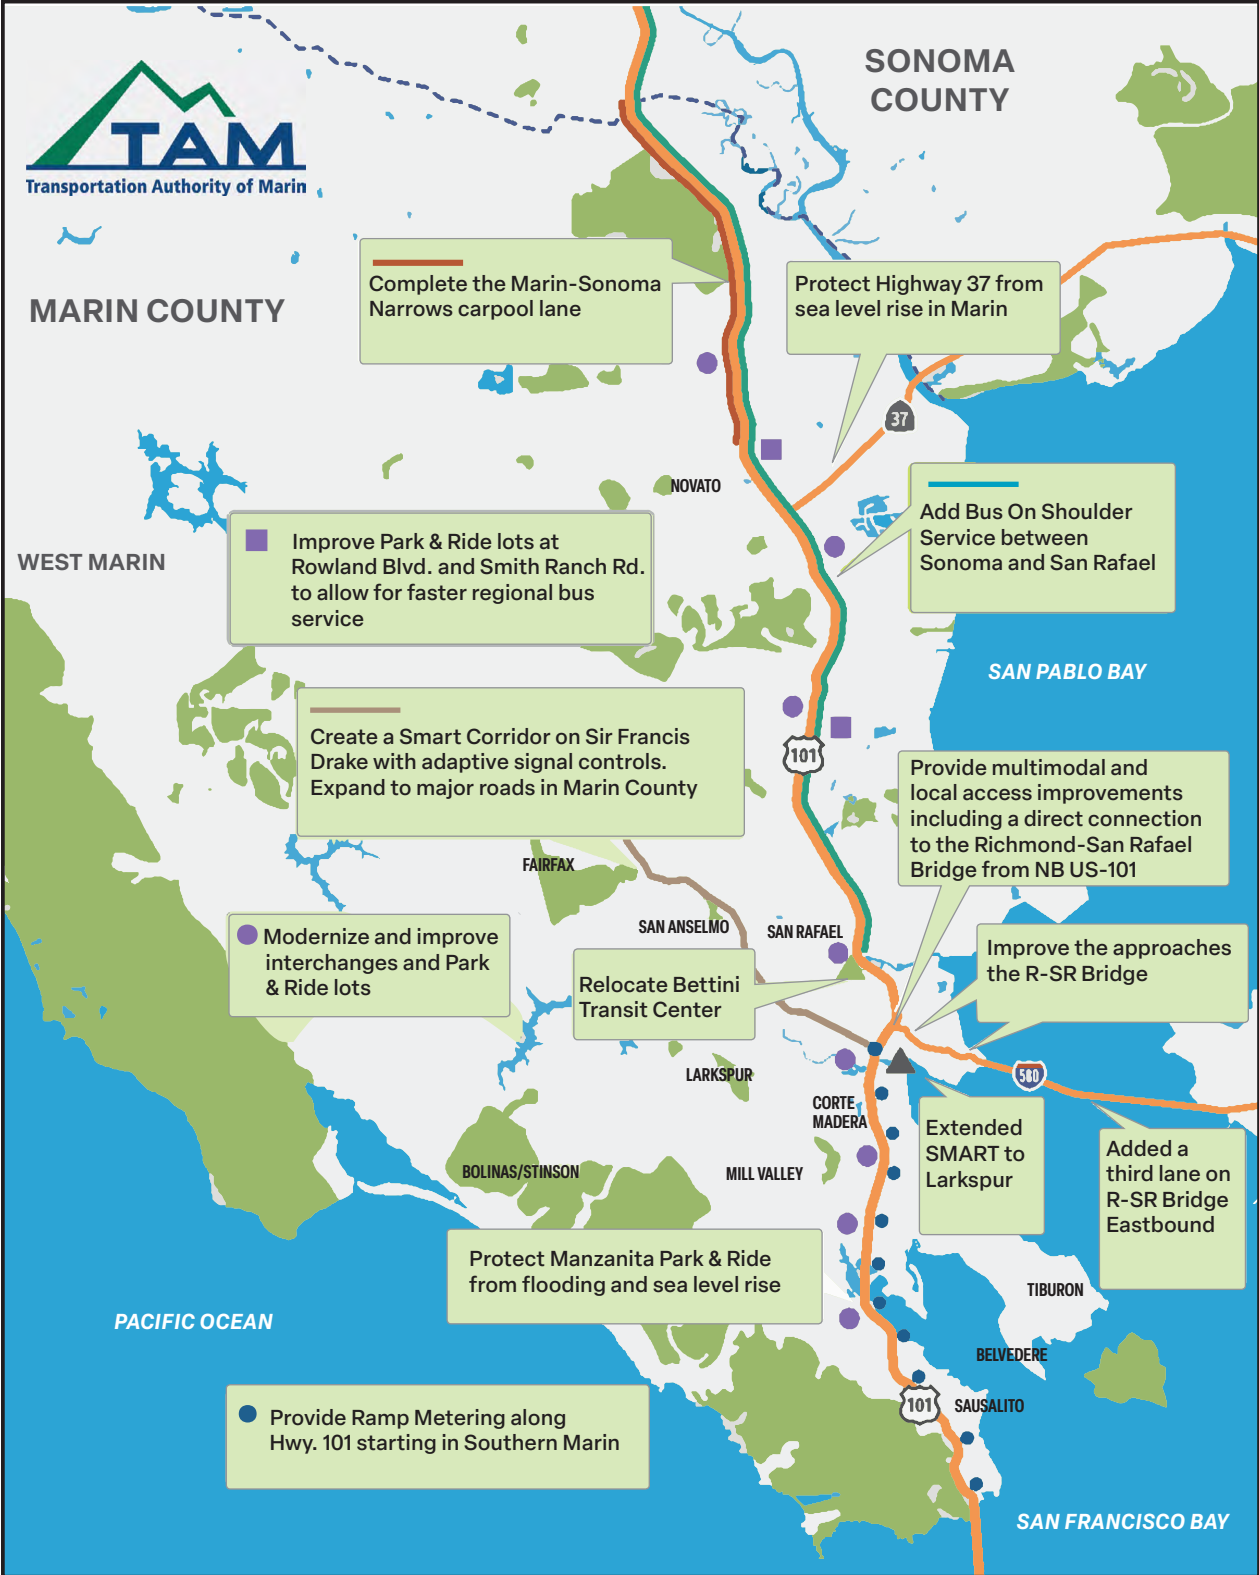 SONOMA
COUNTY
TAM
Transportation Authority of Marin
MARIN COUNTY
Complete the Marin-Sonoma
Narrows carpool lane
Protect Highway 37 from
sea level rise in Marin
37
NOVATO
Add Bus On Shoulder
Service between
Sonoma and San Rafael
WEST MARIN
Improve Park & Ride lots at
Rowland Blvd. and Smith Ranch Rd.
to allow for faster regional bus
service
SAN PABLO BAY
Create a Smart Corridor on Sir Francis
Drake with adaptive signal controls.
Expand to major roads in Marin County
101
Provide multimodal and
local access improvements
including a direct connection
to the Richmond-San Rafael
Bridge from NB US-101
FAIRFAX
SAN ANSELMO
SAN RAFAEL
Modernize and improve
interchanges and Park
& Ride lots
Relocate Bettini
Transit Center
Improve the approaches
the R-SR Bridge
LARKSPUR
580
CORTE
MADERA
Extended
SMART to
Larkspur
Added a
third lane on
R-SR Bridge
Eastbound
BOLINAS/STINSON
MILL VALLEY
Protect Manzanita Park & Ride
from flooding and sea level rise
TIBURON
PACIFIC OCEAN
BELVEDERE
101
SAUSALITO
Provide Ramp Metering along
Hwy. 101 starting in Southern Marin
SAN FRANCISCO BAY